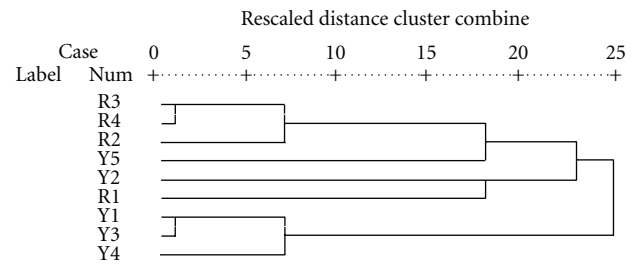 Rescaled distance cluster combine
Case 0 5 10 15 20 25
Label Num
R3
R4
R2
Y5
Y2
R1
Y1
Y3
Y4